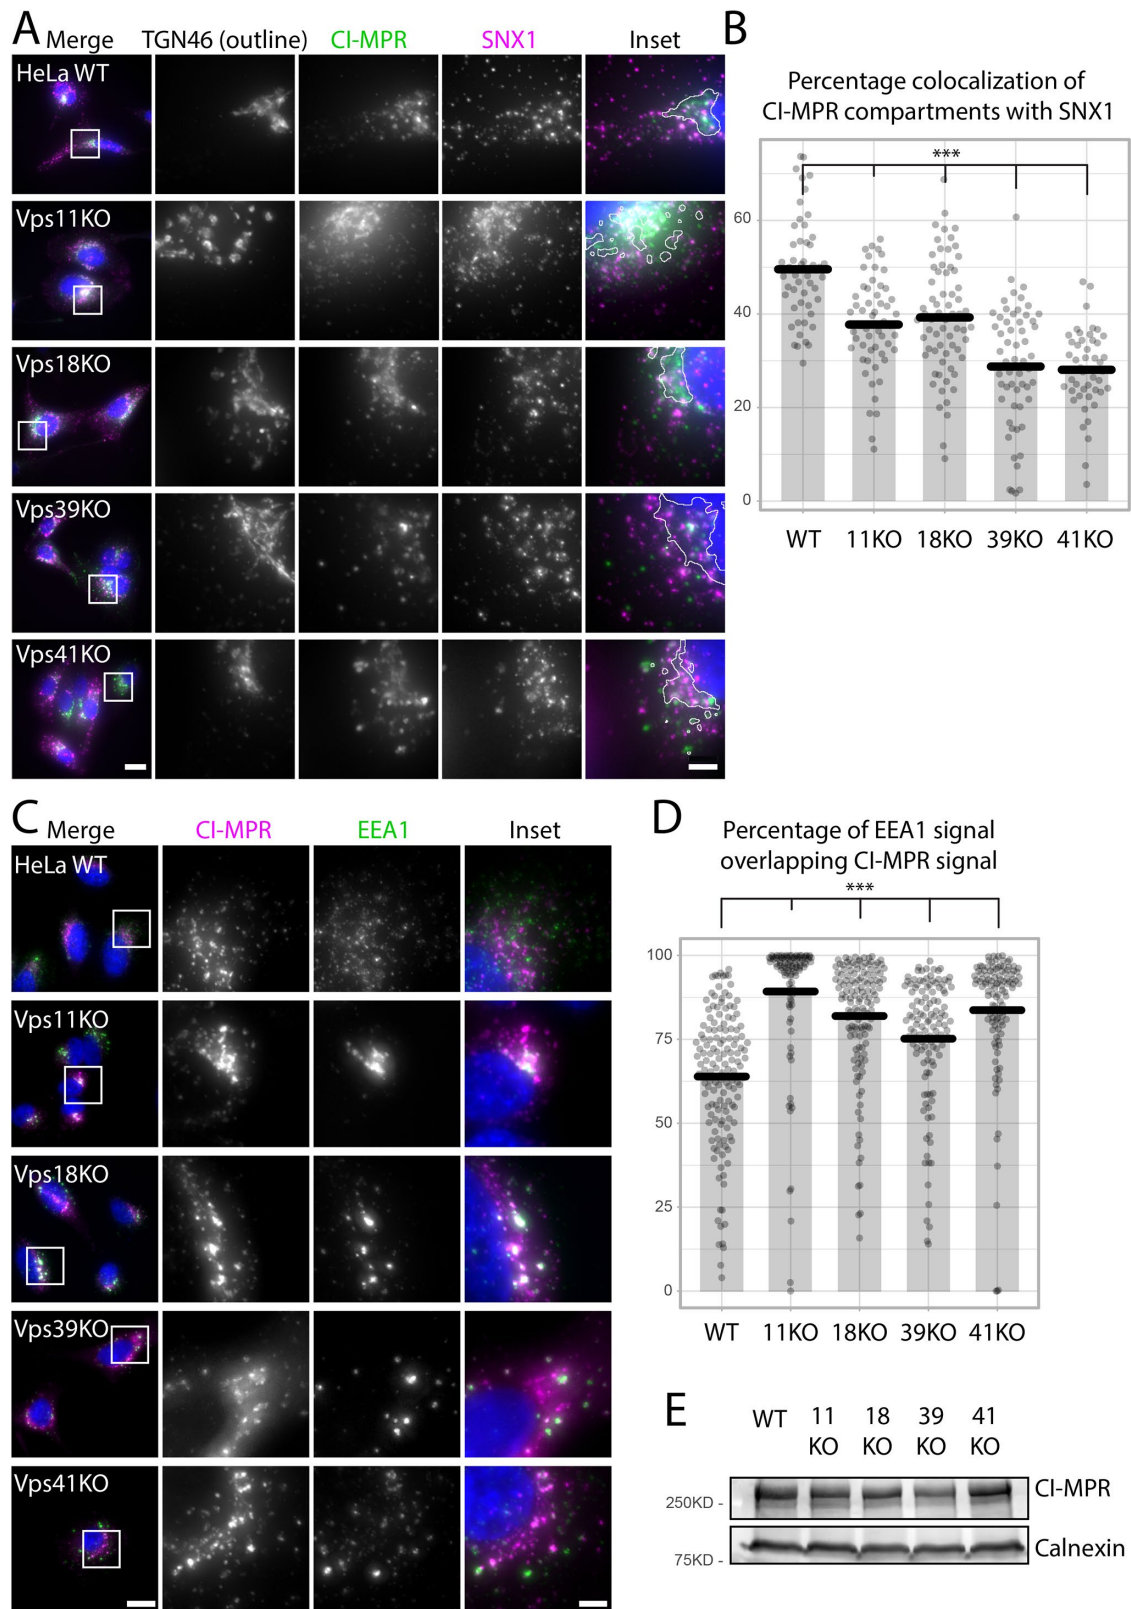 A
Merge TGN46 (outline) CI-MPR SNX1 Inset
HeLa WT
Vps11KO
Vps18KO
Vps39KO
Vps41KO
B
Percentage colocalization of
CI-MPR compartments with SNX1
***
60
40
20
0
WT 11KO 18KO 39KO 41KO
C
Merge CI-MPR EEA1 Inset
HeLa WT
Vps11KO
Vps18KO
Vps39KO
Vps41KO
D
Percentage of EEA1 signal
overlapping CI-MPR signal
***
100
75
50
25
0
WT 11KO 18KO 39KO 41KO
E
WT 11 18 39 41
KO KO KO KO
250KD - CI-MPR
75KD - Calnexin